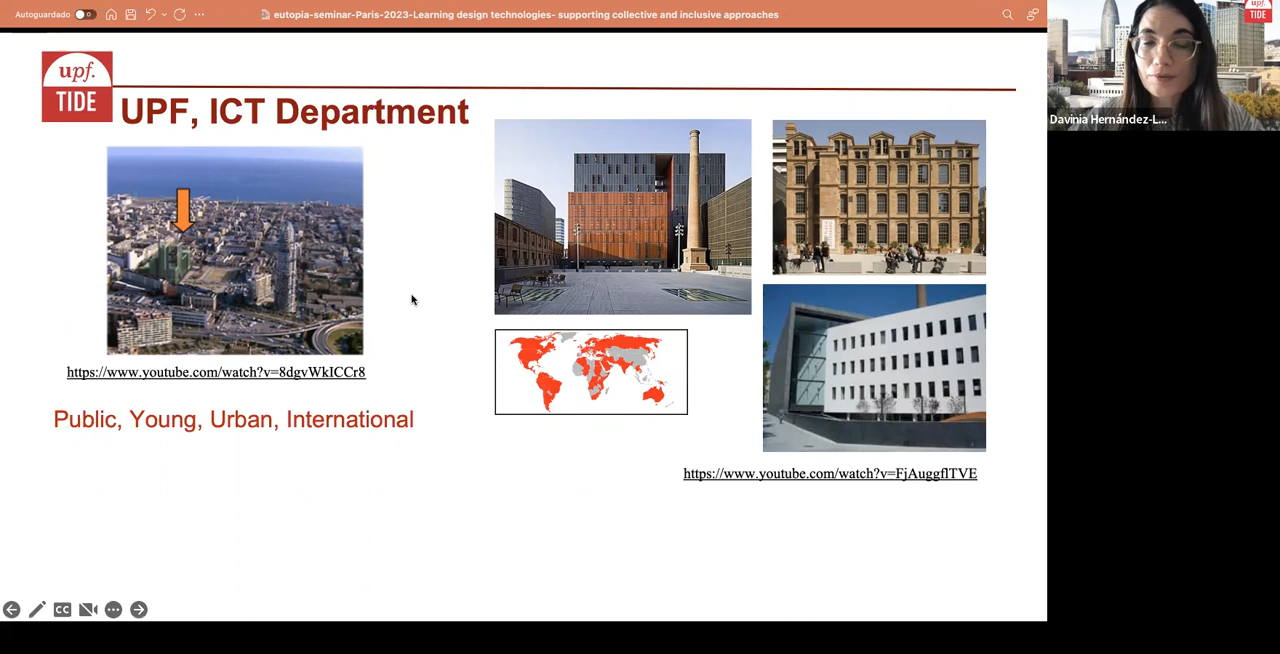 Autoguardado
eutopia-seminar-Paris-2023-Learning design technologies- supporting collective and inclusive approaches
upf.
TIDE
upf.
TIDE
UPF, ICT Department
Davinia Hernández-L...
https://www.youtube.com/watch?v=8dgvWkICCr8
Public, Young, Urban, International
https://www.youtube.com/watch?v=FjAuggflTVE
CC